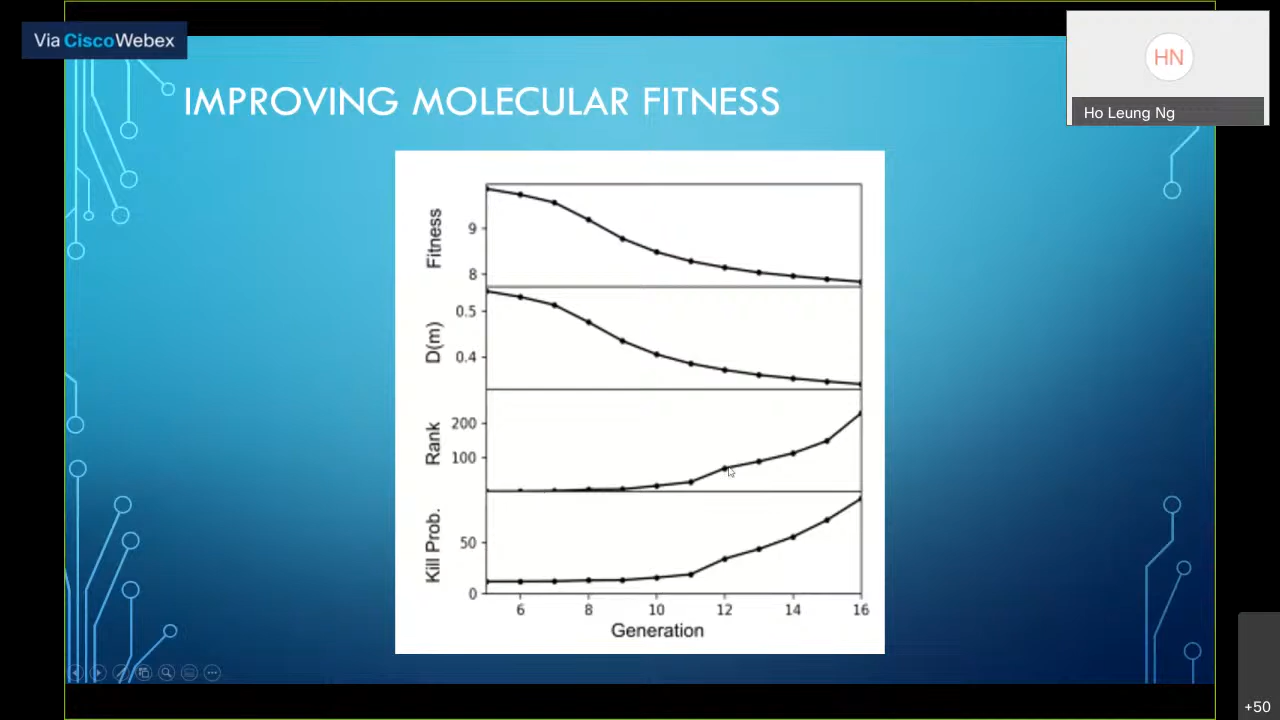 Via CiscoWebex
HN
Ho Leung Ng
IMPROVING MOLECULAR FITNESS
Fitness
9
8
D(m)
0.5
0.4
Rank
200
100
Kill Prob.
50
0
6 8 10 12 14 16
Generation
+50